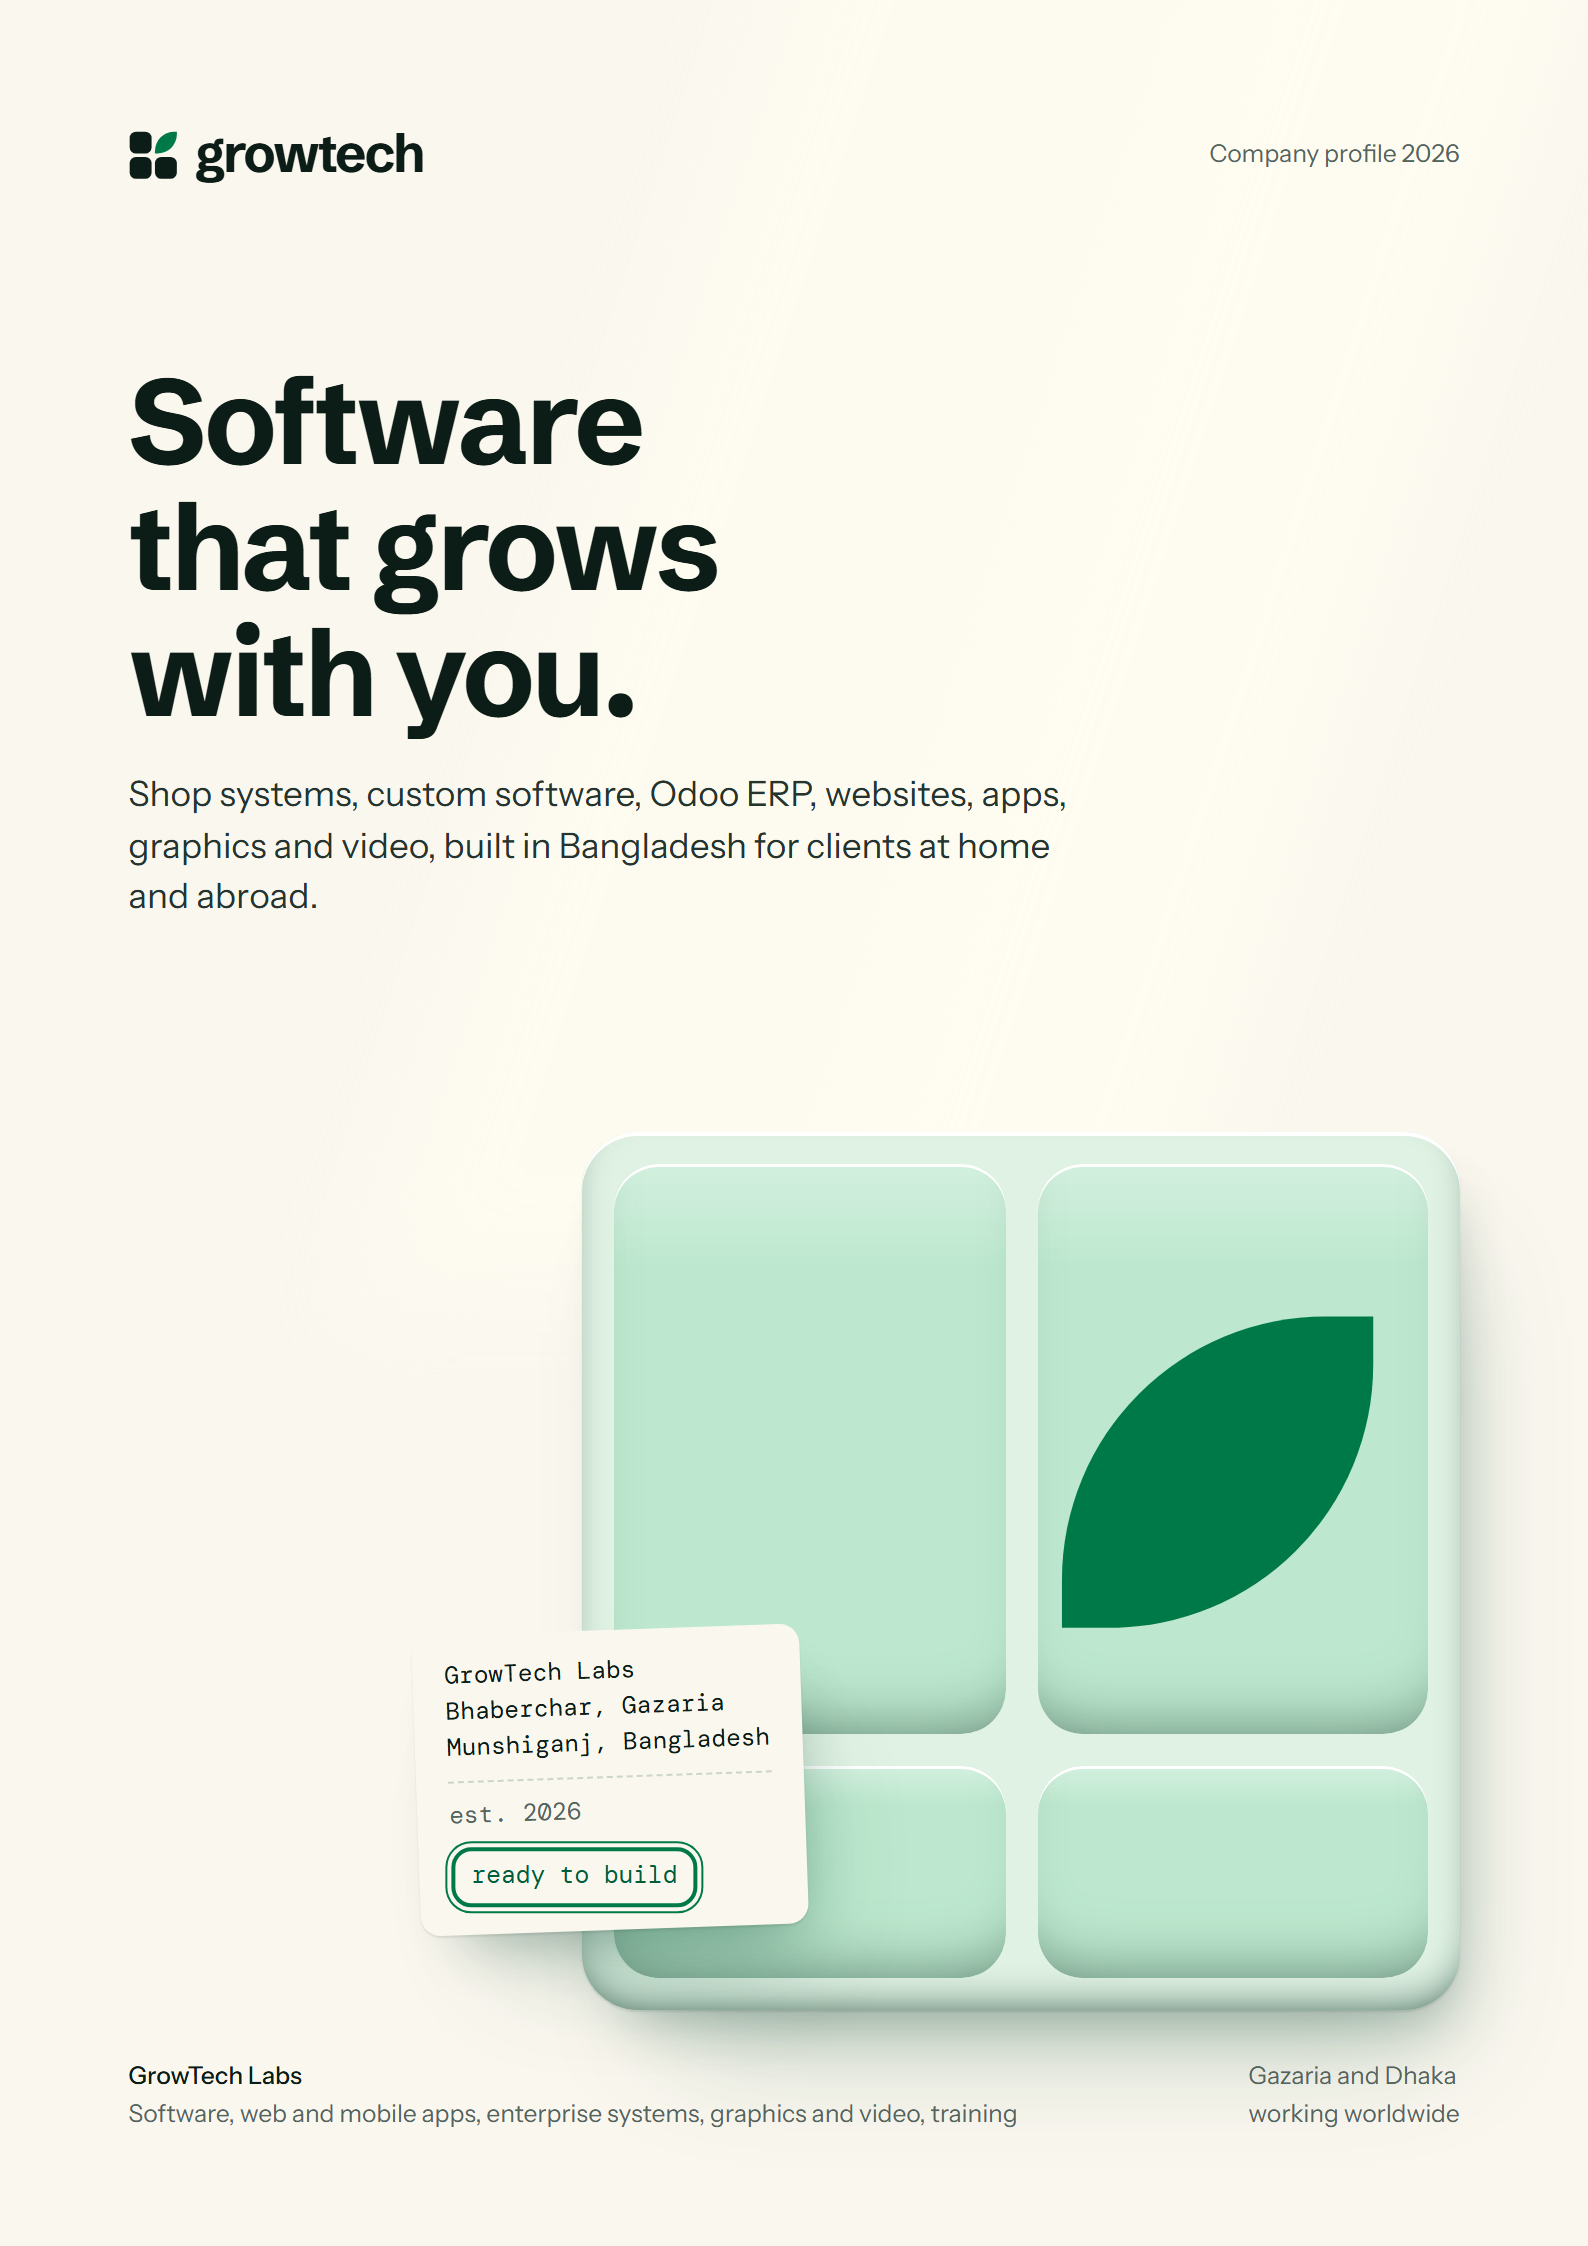 growtech
Company profile 2026
Software
that grows
with you.
Shop systems, custom software, Odoo ERP, websites, apps,
graphics and video, built in Bangladesh for clients at home
and abroad.
GrowTech Labs
Bhaberchar, Gazaria
Munshiganj, Bangladesh
est. 2026
ready to build
GrowTech Labs
Software, web and mobile apps, enterprise systems, graphics and video, training
Gazaria and Dhaka
working worldwide